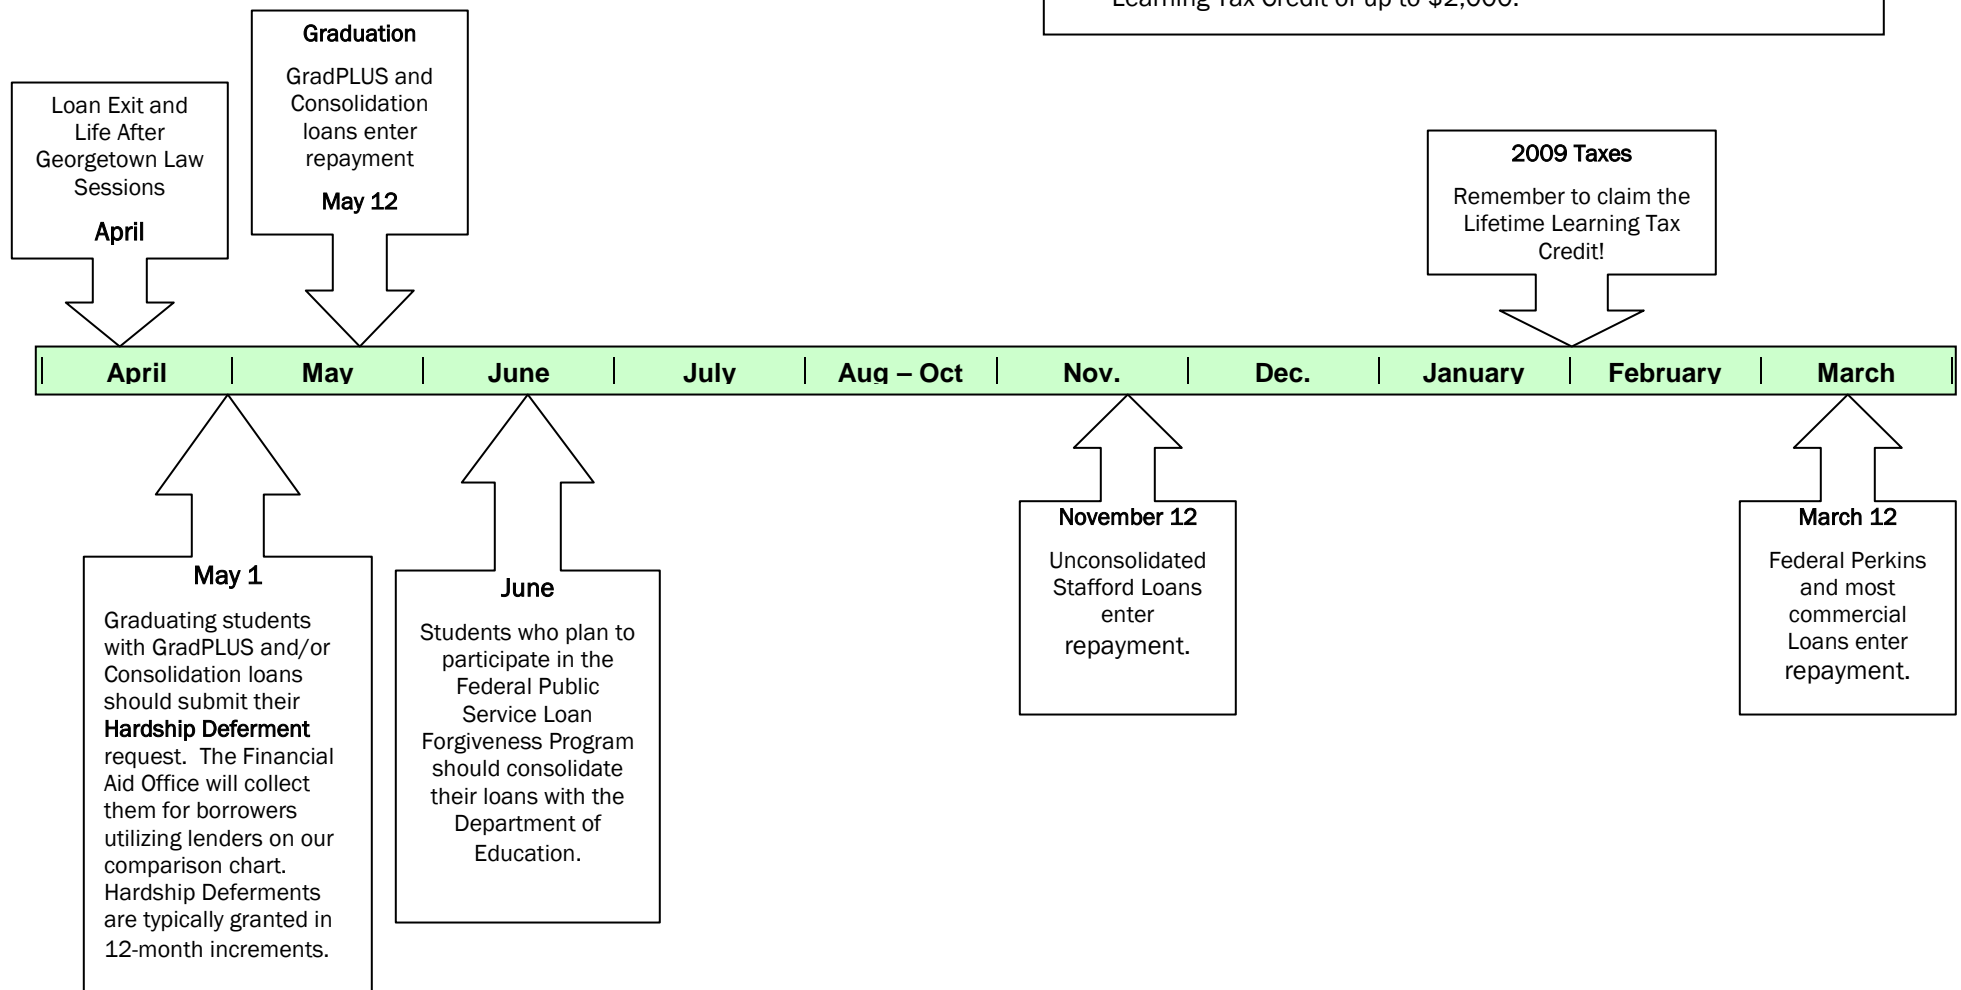 Learning Tax Credit of up to $2,000.
Graduation
GradPLUS and
Consolidation
loans enter
repayment
May 12
Loan Exit and
Life After
Georgetown Law
Sessions
April
2009 Taxes
Remember to claim the
Lifetime Learning Tax
Credit!
April May June July Aug – Oct Nov. Dec. January February March
May 1
Graduating students
with GradPLUS and/or
Consolidation loans
should submit their
Hardship Deferment
request. The Financial
Aid Office will collect
them for borrowers
utilizing lenders on our
comparison chart.
Hardship Deferments
are typically granted in
12-month increments.
June
Students who plan to
participate in the
Federal Public
Service Loan
Forgiveness Program
should consolidate
their loans with the
Department of
Education.
November 12
Unconsolidated
Stafford Loans
enter
repayment.
March 12
Federal Perkins
and most
commercial
Loans enter
repayment.